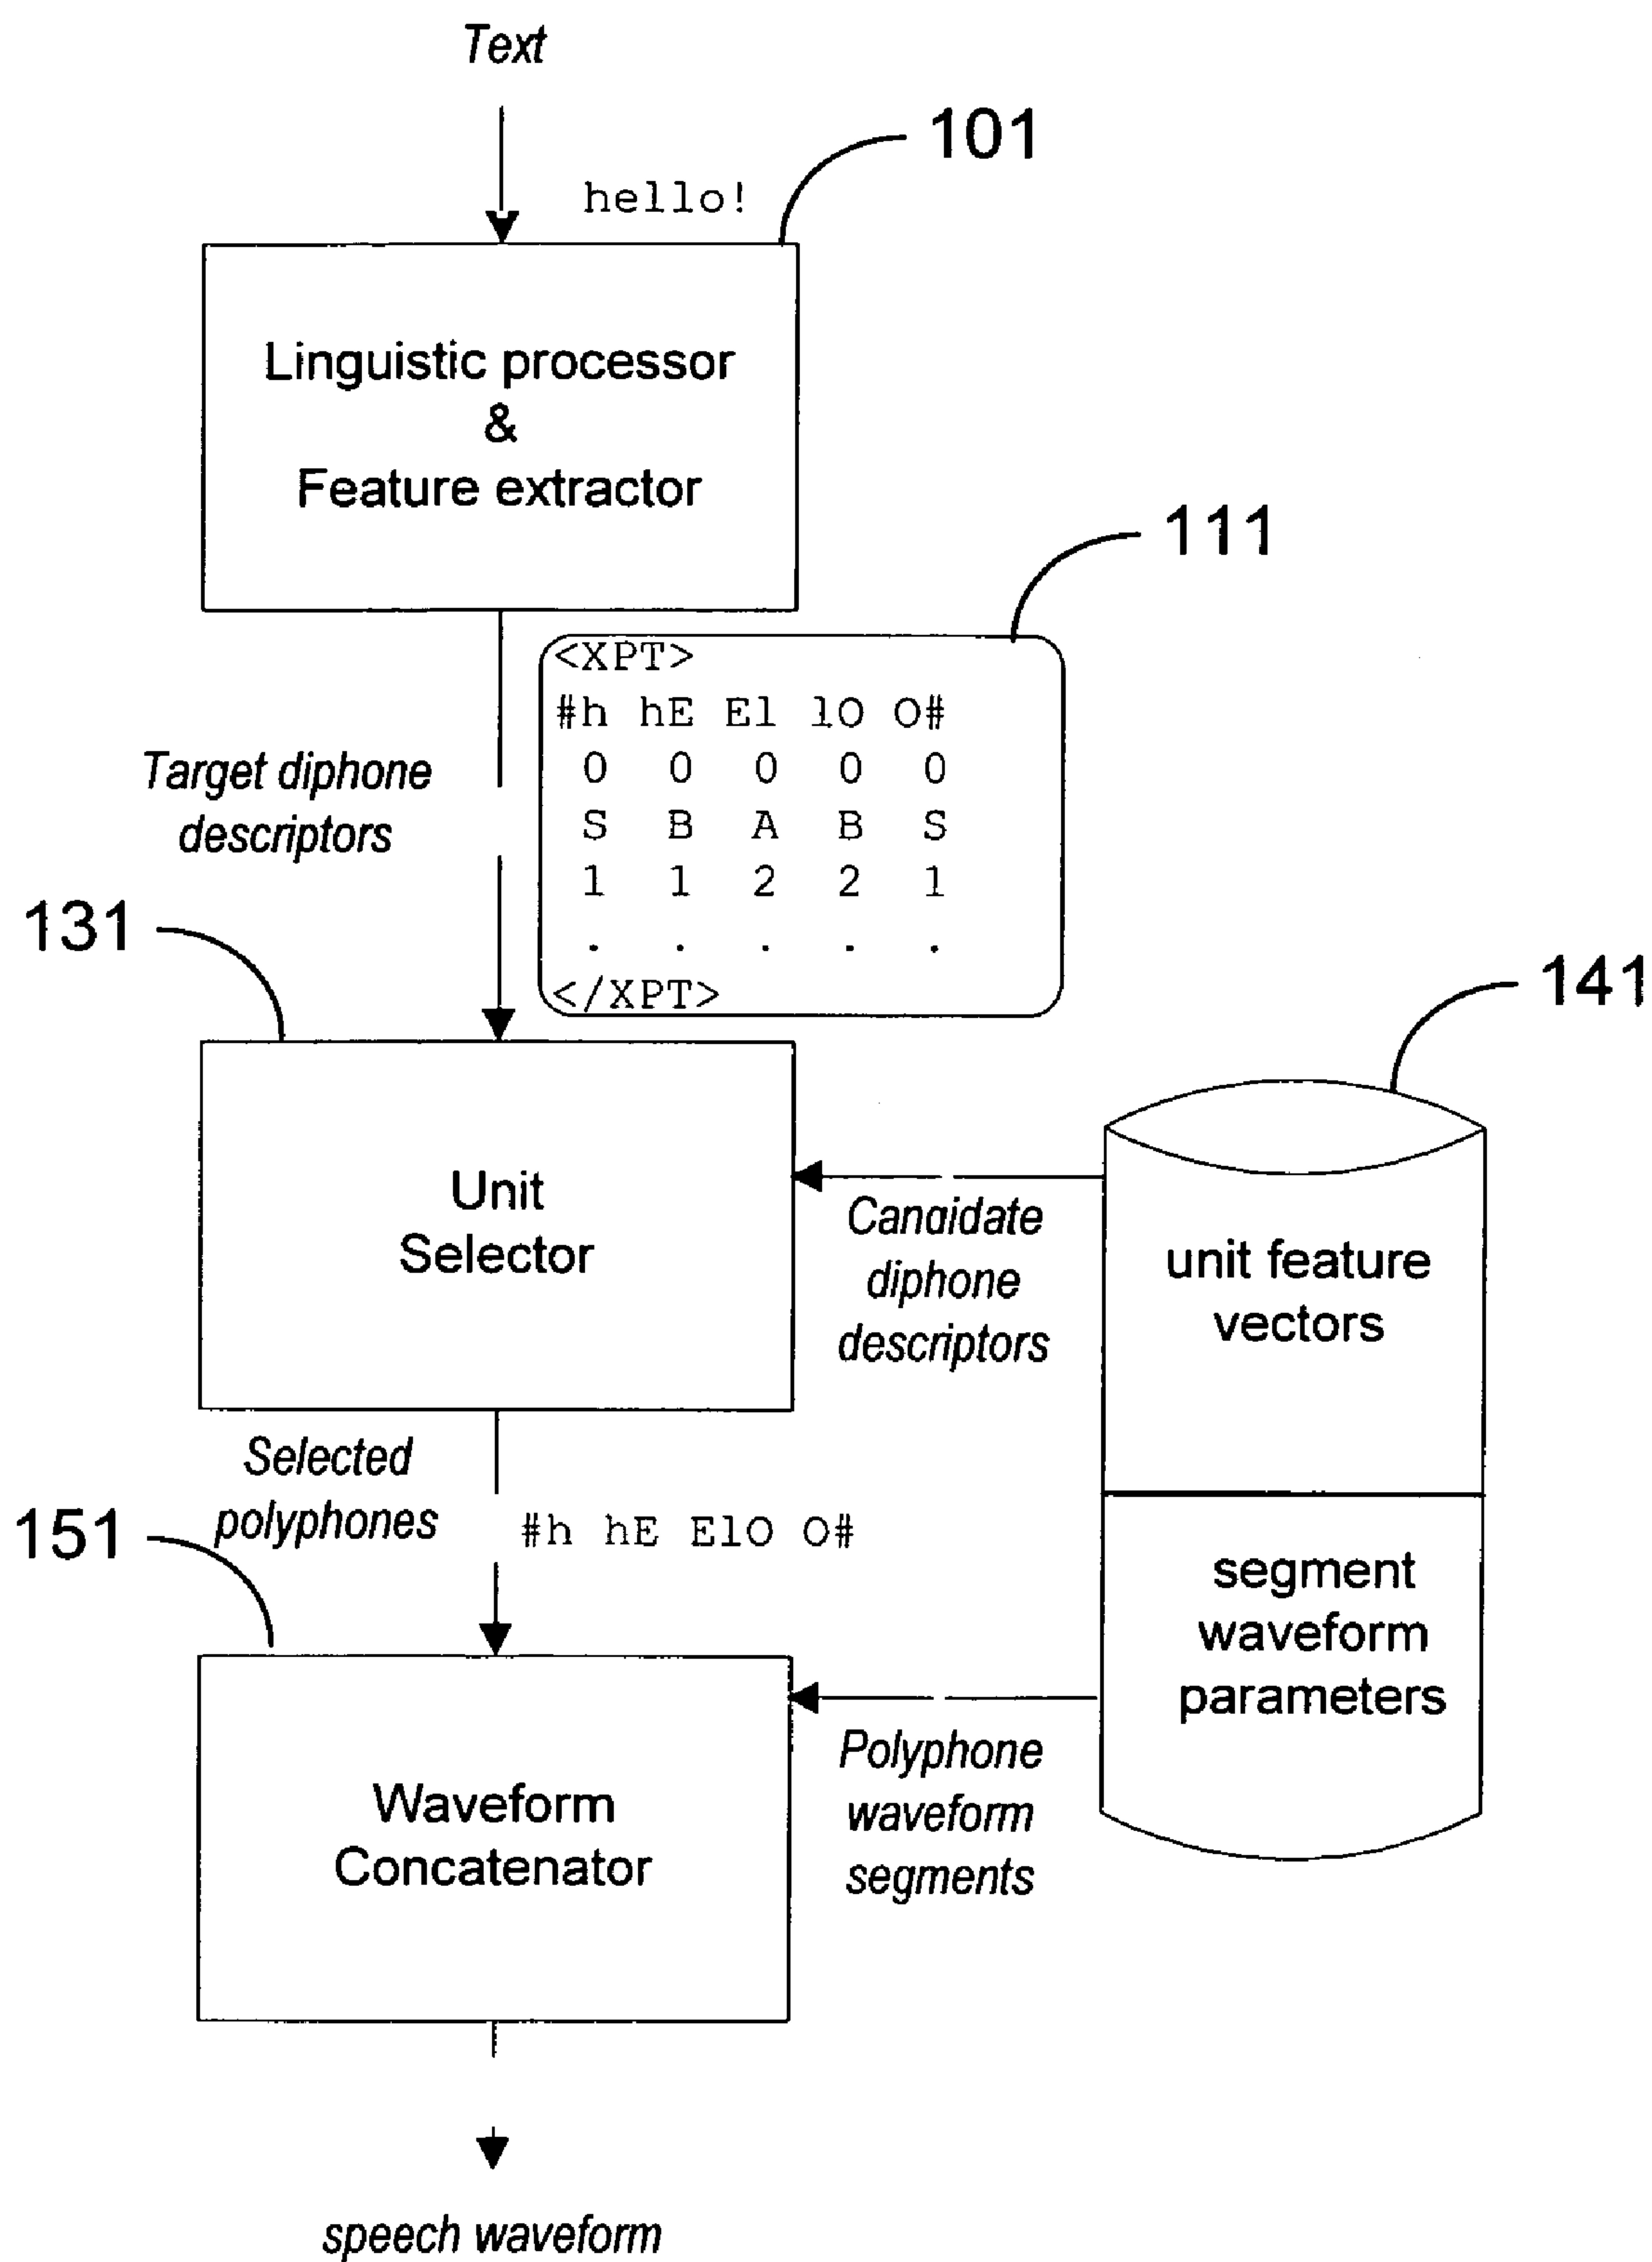 Text
101
hello!
Linguistic processor
&
Feature extractor
111
<XPT>
#h hE El lO O#
0 0 0 0 0
S B A B S
1 1 2 2 1
. . . . .
</XPT>
Target diphone
descriptors
131
141
Unit
Selector
Candidate
diphone
descriptors
unit feature
vectors
Selected
polyphones
151
#h hE ElO O#
segment
waveform
parameters
Polyphone
waveform
segments
Waveform
Concatenator
speech waveform